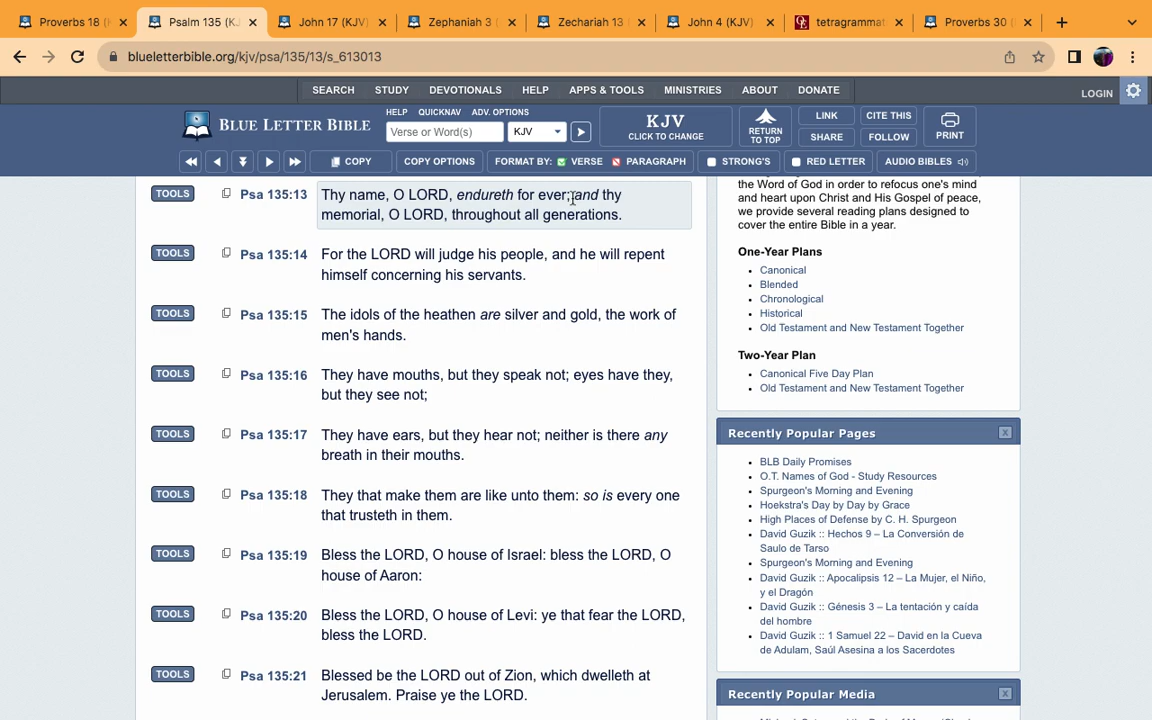 Proverbs 18 (K
Psalm 135 (KJ
John 17 (KJV)
Zephaniah 3 (
Zechariah 13
John 4 (KJV)
tetragrammat
Proverbs 30 (
blueletterbible.org/kjv/psa/135/13/s_613013
SEARCH STUDY DEVOTIONALS HELP APPS & TOOLS MINISTRIES ABOUT DONATE
LOGIN
BLUE LETTER BIBLE
HELP QUICKNAV ADV. OPTIONS
Verse or Word(s) KJV
KJV
CLICK TO CHANGE
RETURN
TO TOP
LINK CITE THIS
SHARE FOLLOW
PRINT
COPY COPY OPTIONS FORMAT BY: VERSE PARAGRAPH STRONG'S RED LETTER AUDIO BIBLES
TOOLS Psa 135:13 Thy name, O LORD, endureth for ever; and thy
memorial, O LORD, throughout all generations.
TOOLS Psa 135:14 For the LORD will judge his people, and he will repent
himself concerning his servants.
TOOLS Psa 135:15 The idols of the heathen are silver and gold, the work of
men's hands.
TOOLS Psa 135:16 They have mouths, but they speak not; eyes have they,
but they see not;
TOOLS Psa 135:17 They have ears, but they hear not; neither is there any
breath in their mouths.
TOOLS Psa 135:18 They that make them are like unto them: so is every one
that trusteth in them.
TOOLS Psa 135:19 Bless the LORD, O house of Israel: bless the LORD, O
house of Aaron:
TOOLS Psa 135:20 Bless the LORD, O house of Levi: ye that fear the LORD,
bless the LORD.
TOOLS Psa 135:21 Blessed be the LORD out of Zion, which dwelleth at
Jerusalem. Praise ye the LORD.
the Word of God in order to refocus one's mind
and heart upon Christ and His Gospel of peace,
we provide several reading plans designed to
cover the entire Bible in a year.
One-Year Plans
Canonical
Blended
Chronological
Historical
Old Testament and New Testament Together
Two-Year Plan
Canonical Five Day Plan
Old Testament and New Testament Together
Recently Popular Pages
BLB Daily Promises
O.T. Names of God - Study Resources
Spurgeon's Morning and Evening
Hoekstra's Day by Day by Grace
High Places of Defense by C. H. Spurgeon
David Guzik :: Hechos 9 – La Conversión de
Saulo de Tarso
Spurgeon's Morning and Evening
David Guzik :: Apocalipsis 12 – La Mujer, el Niño,
y el Dragón
David Guzik :: Génesis 3 – La tentación y caída
del hombre
David Guzik :: 1 Samuel 22 – David en la Cueva
de Adulam, Saúl Asesina a los Sacerdotes
Recently Popular Media